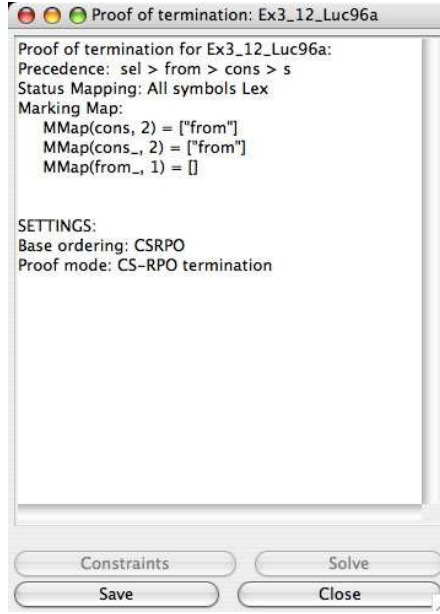 Proof of termination: Ex3_12_Luc96a
Proof of termination for Ex3_12_Luc96a:
Precedence: sel > from > cons > s
Status Mapping: All symbols Lex
Marking Map:
MMap(cons, 2) = ["from"]
MMap(cons_, 2) = ["from"]
MMap(from_, 1) = []
SETTINGS:
Base ordering: CSRPO
Proof mode: CS-RPO termination
Constraints
Solve
Save
Close